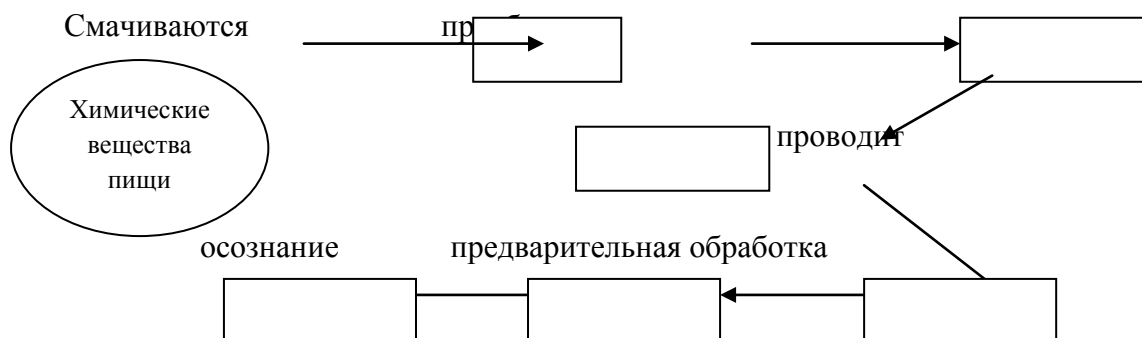 Смачиваются
Химические
вещества
пищи
проводит
осознание предварительная обработка